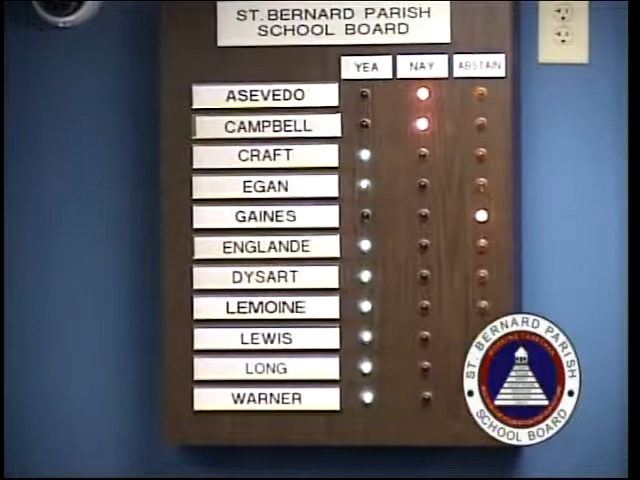 ST. BERNARD PARISH
SCHOOL BOARD
YEA NAY ABSTAIN
ASEVEDO
CAMPBELL
CRAFT
EGAN
GAINES
ENGLANDE
DYSART
LEMOINE
LEWIS
LONG
WARNER
ST. BERNARD PARISH
SCHOOL BOARD